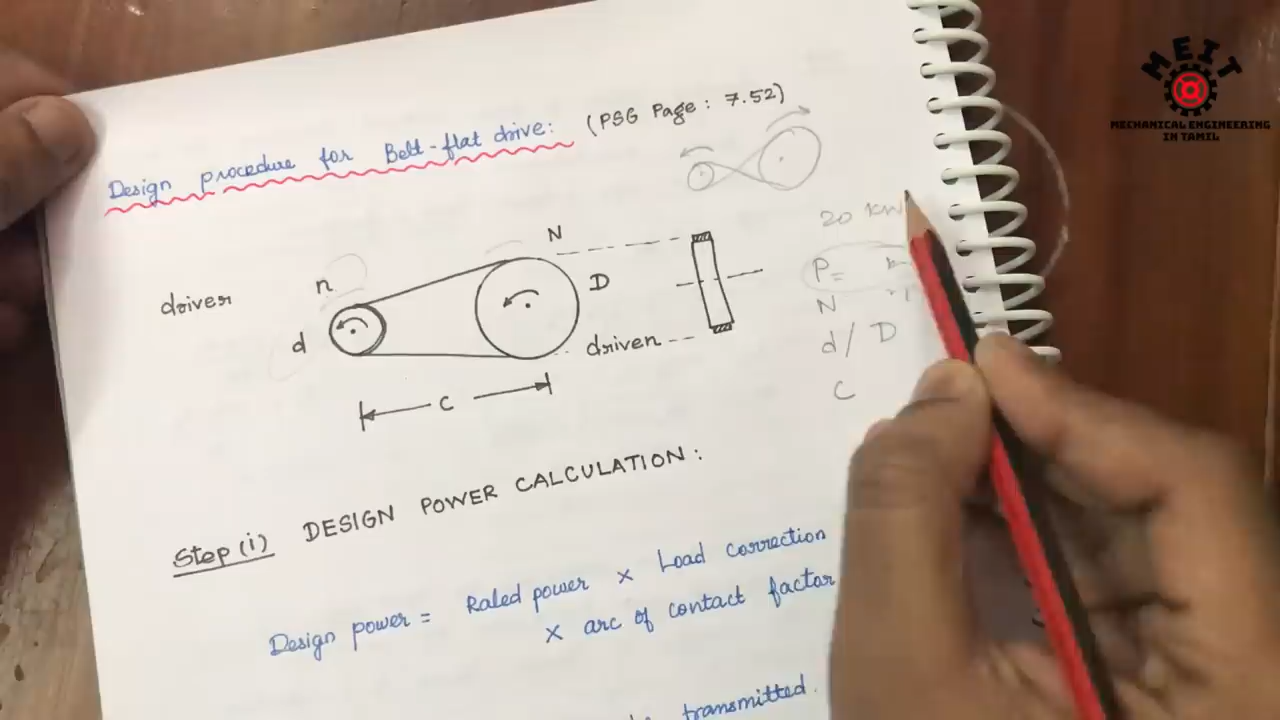 MEIT
MECHANICAL ENGINEERING
IN TAMIL
Design procedure for Belt-flat drive: (PSG Page: 7.52)
N
n
driver
D
d
driven
C
20 kW
P=
N
d/D
C
Step (i) DESIGN POWER CALCULATION:
Design power = Rated power × Load correction
× arc of contact factor
transmitted.